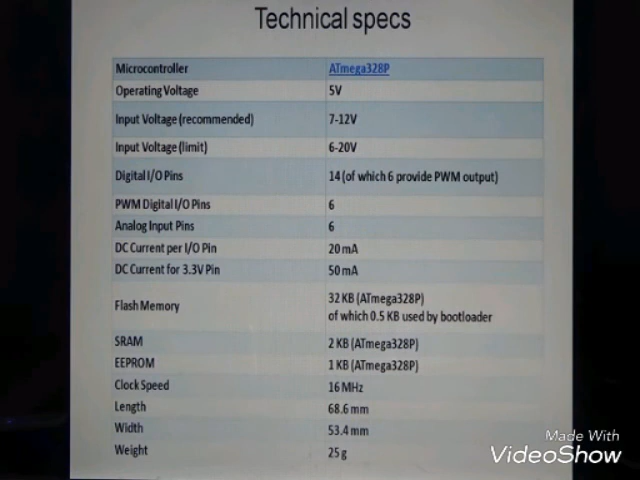 Technical specs
Microcontroller ATmega328P
Operating Voltage 5V
Input Voltage (recommended) 7-12V
Input Voltage (limit) 6-20V
Digital I/O Pins 14 (of which 6 provide PWM output)
PWM Digital I/O Pins 6
Analog Input Pins 6
DC Current per I/O Pin 20 mA
DC Current for 3.3V Pin 50 mA
Flash Memory 32 KB (ATmega328P)
of which 0.5 KB used by bootloader
SRAM 2 KB (ATmega328P)
EEPROM 1 KB (ATmega328P)
Clock Speed 16 MHz
Length 68.6 mm
Width 53.4 mm
Weight 25 g
Made With
VideoShow